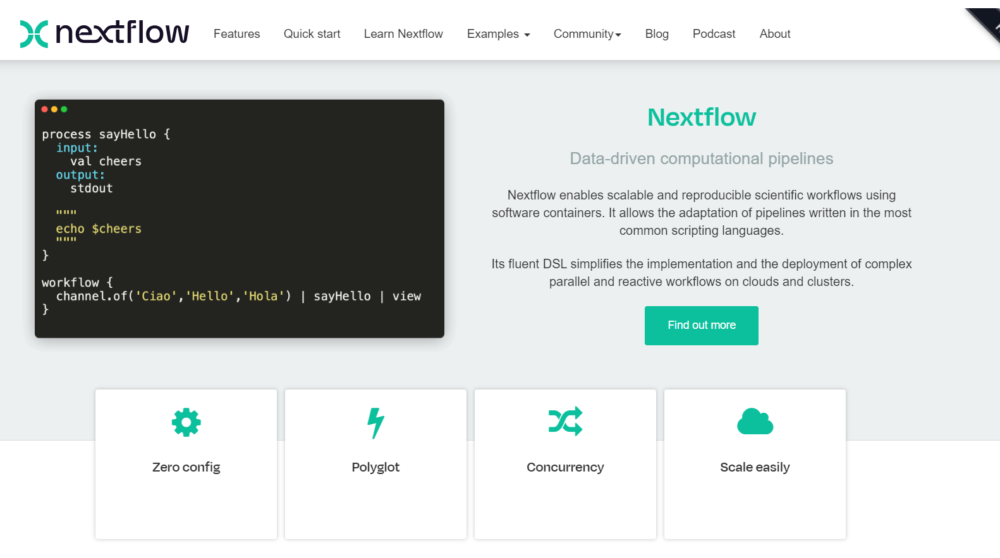 nextflow
Features
Quick start
Learn Nextflow
Examples
Community
Blog
Podcast
About
process sayHello {
  input:
    val cheers
  output:
    stdout
  """
  echo $cheers
  """
}
workflow {
  channel.of('Ciao','Hello','Hola') | sayHello | view
}
Nextflow
Data-driven computational pipelines
Nextflow enables scalable and reproducible scientific workflows using
software containers. It allows the adaptation of pipelines written in the most
common scripting languages.
Its fluent DSL simplifies the implementation and the deployment of complex
parallel and reactive workflows on clouds and clusters.
Find out more
Zero config
Polyglot
Concurrency
Scale easily